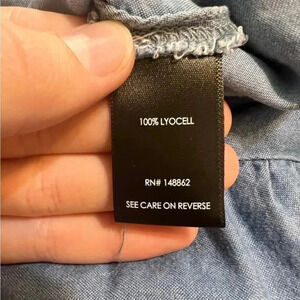 100% LYOCELL
RN# 148862
SEE CARE ON REVERSE